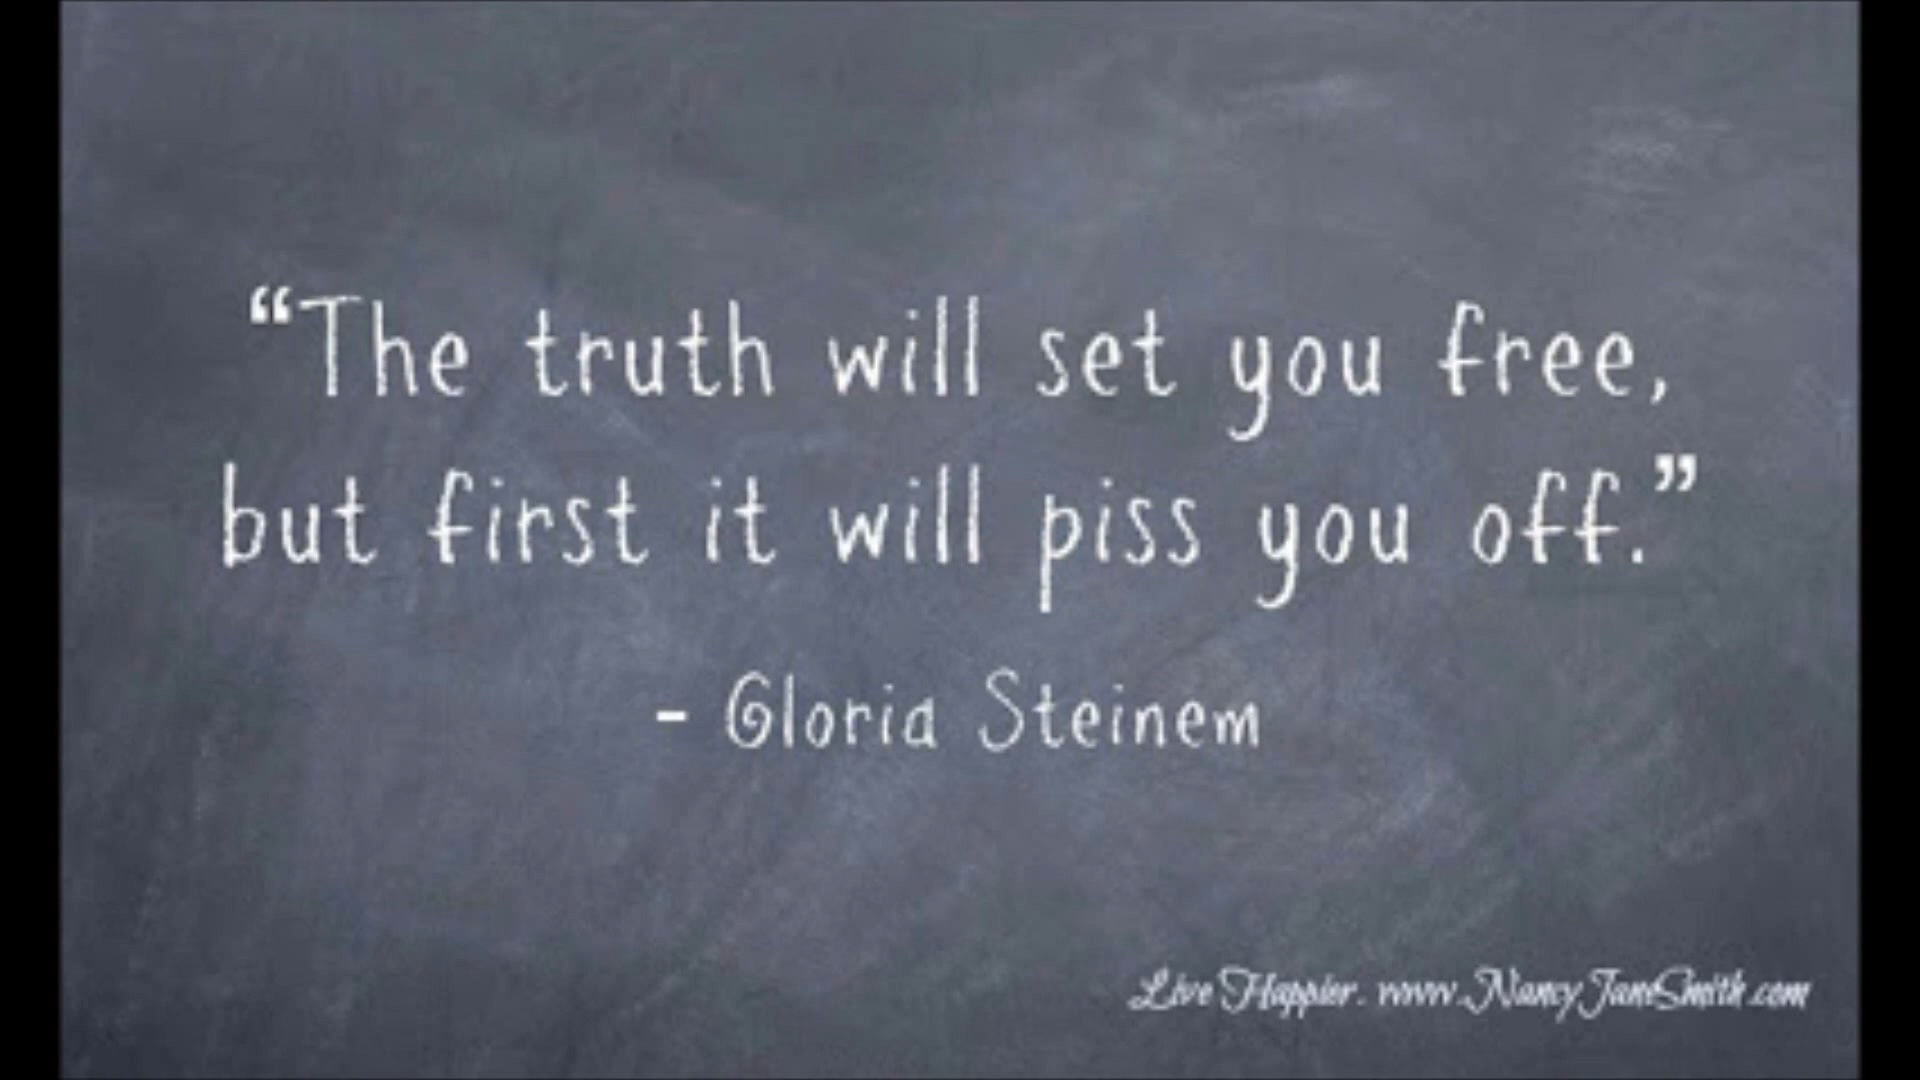 “The truth will set you free,
but first it will piss you off.”
- Gloria Steinem
Live Happier. www.NancyJaneSmith.com